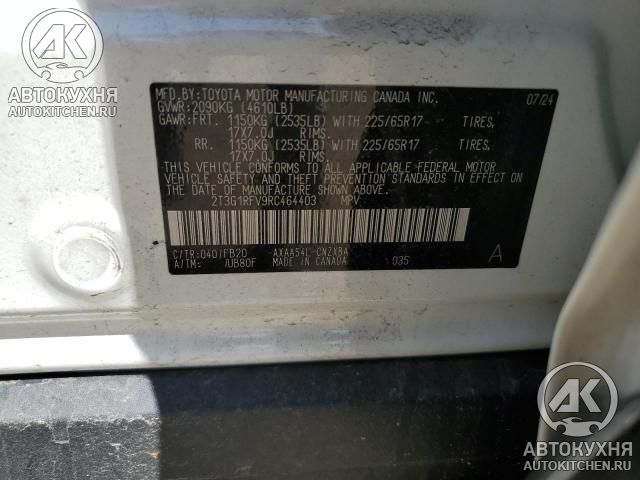 AK
АВТОКУХНЯ
AUTOKITCHEN.RU
MFD.BY:TOYOTA MOTOR MANUFACTURING CANADA INC. 07/24
GVWR:2090KG (4610LB)
GAWR:FRT. 1150KG (2535LB) WITH 225/65R17 TIRES,
17X7.0J RIMS.
RR. 1150KG (2535LB) WITH 225/65R17 TIRES,
17X7.0J RIMS.
THIS VEHICLE CONFORMS TO ALL APPLICABLE FEDERAL MOTOR
VEHICLE SAFETY AND THEFT PREVENTION STANDARDS IN EFFECT
ON THE DATE OF MANUFACTURE SHOWN ABOVE.
2T3G1RFV9RC464403 MPV
C/TR:040/FB20 AXAA54L-CNZXBA
A/TM: /UB80F MADE IN CANADA 035 A
AK
АВТОКУХНЯ
AUTOKITCHEN.RU